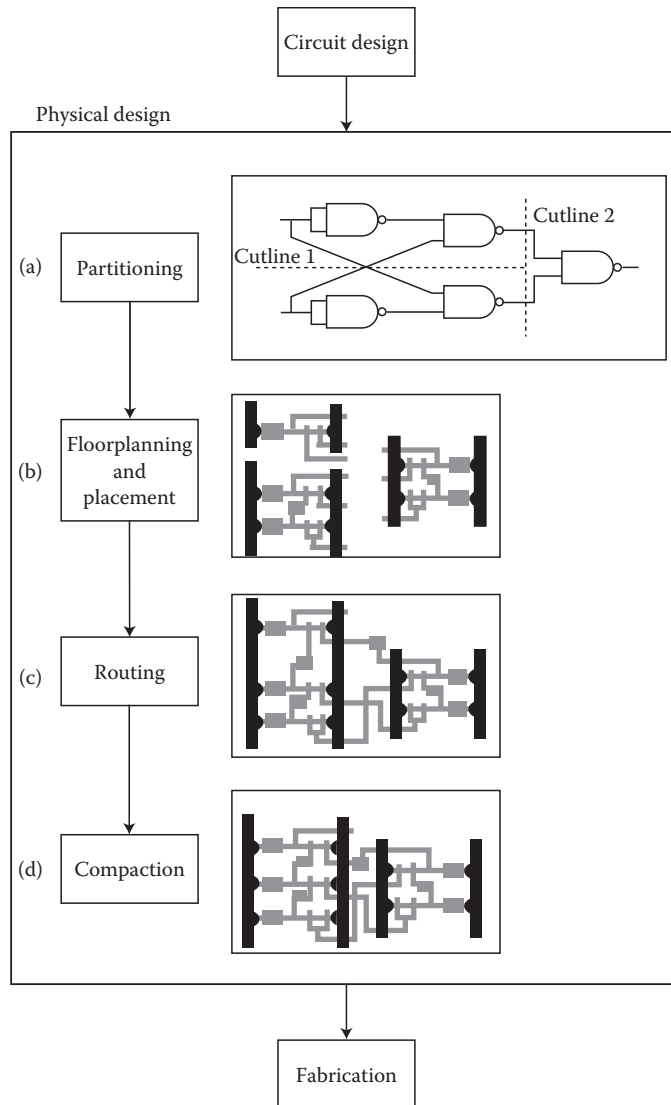 Circuit design
Physical design
(a)
Partitioning
Cutline 1
Cutline 2
(b)
Floorplanning
and
placement
(c)
Routing
(d)
Compaction
Fabrication